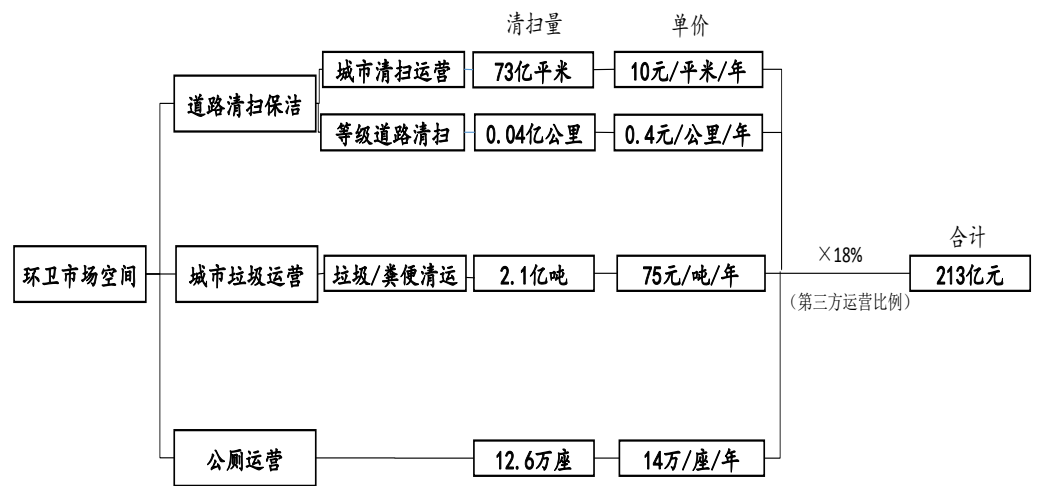 清扫量 单价
城市清扫运营 73亿平米 10元/平米/年
道路清扫保洁
等级道路清扫 0.04亿公里 0.4元/公里/年
合计
×18%
环卫市场空间 城市垃圾运营 垃圾/粪便清运 2.1亿吨 75元/吨/年 213亿元
（第三方运营比例）
公厕运营 12.6万座 14万/座/年